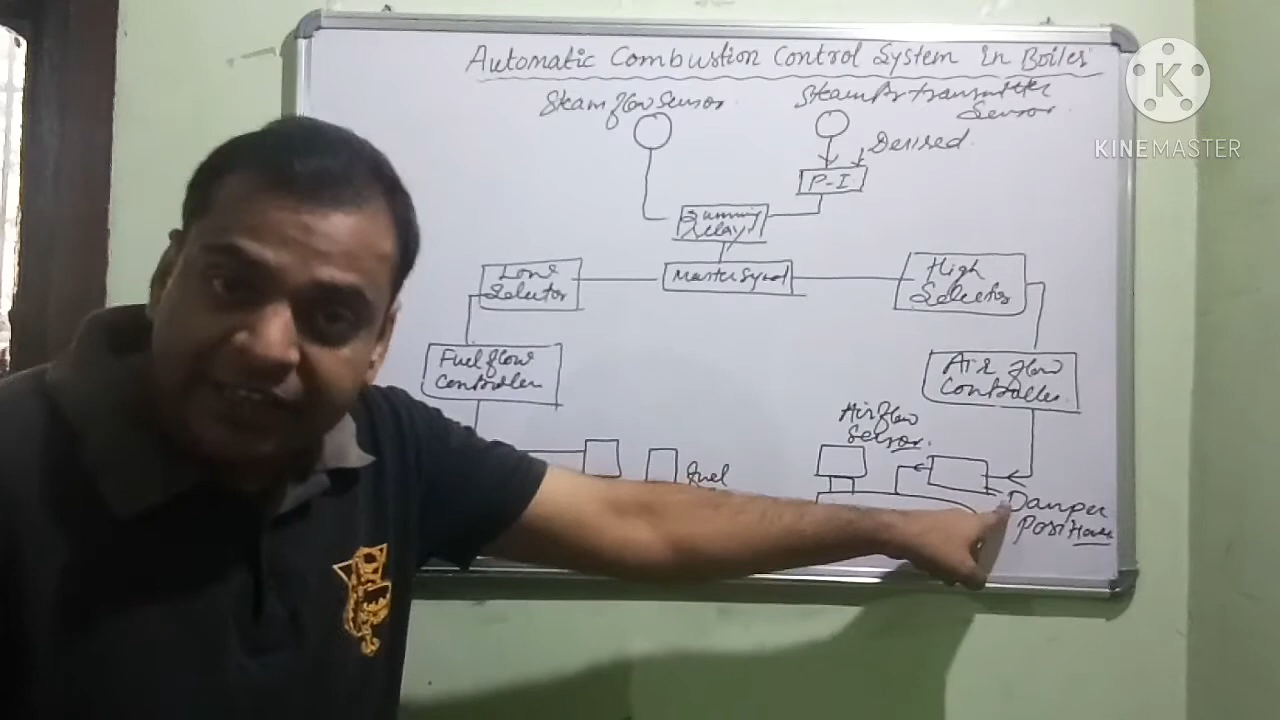 Automatic Combustion Control System in Boiler
Steam flow Sensor
Steam Pr transmitter
Sensor
Desired
P-I
Summing
Relay
Master Signal
Low
Selector
High
Selector
Fuel flow
Controller
Air flow
Controller
Air flow
Sensor.
Fuel
Damper
Positioner
K
KINEMASTER